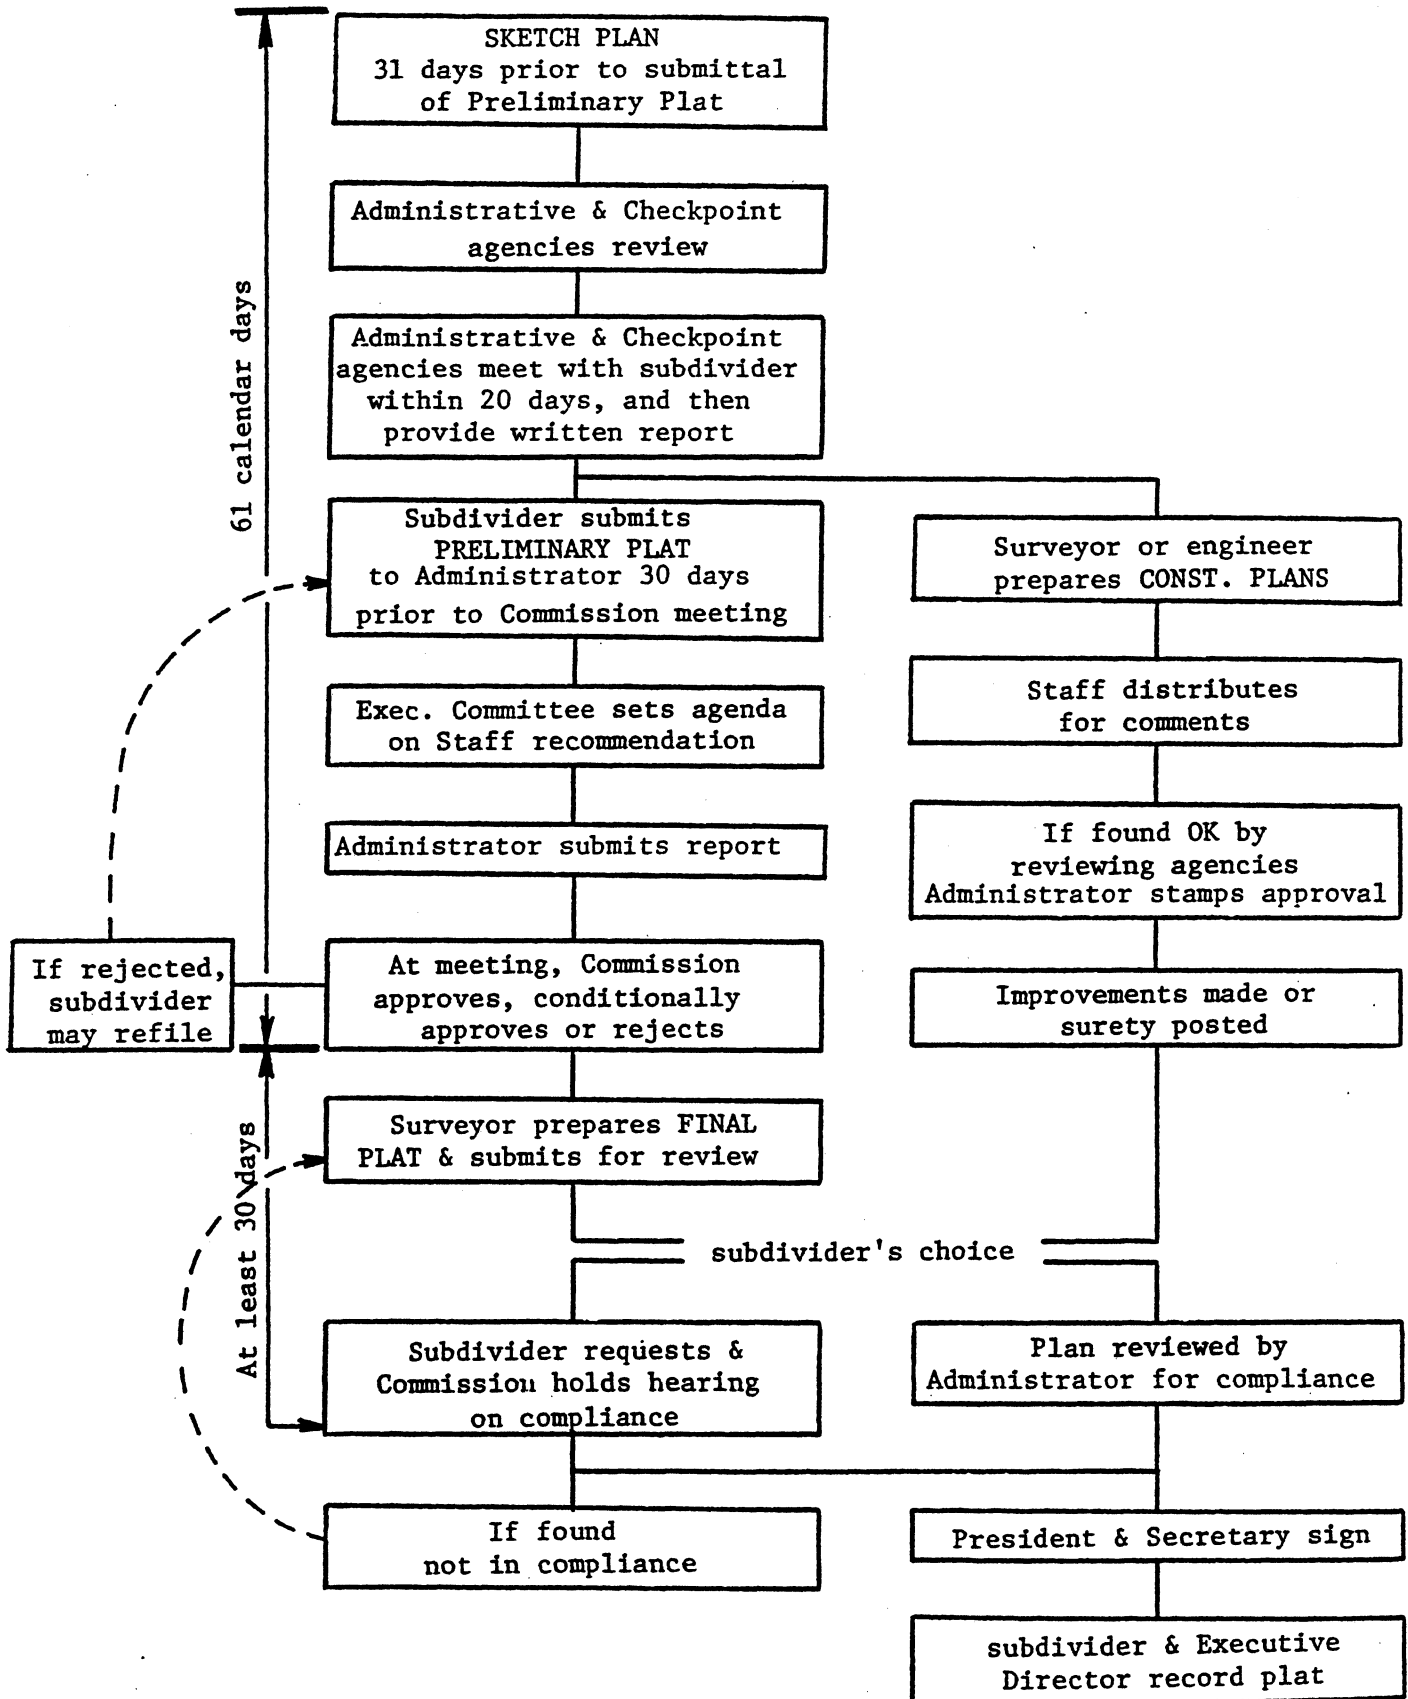 SKETCH PLAN
31 days prior to submittal
of Preliminary Plat
Administrative & Checkpoint
agencies review
Administrative & Checkpoint
agencies meet with subdivider
within 20 days, and then
provide written report
61 calendar days
Subdivider submits
PRELIMINARY PLAT
to Administrator 30 days
prior to Commission meeting
Surveyor or engineer
prepares CONST. PLANS
Exec. Committee sets agenda
on Staff recommendation
Staff distributes
for comments
Administrator submits report
If found OK by
reviewing agencies
Administrator stamps approval
If rejected,
subdivider
may refile
At meeting, Commission
approves, conditionally
approves or rejects
Improvements made or
surety posted
At least 30 days
Surveyor prepares FINAL
PLAT & submits for review
subdivider's choice
Subdivider requests &
Commission holds hearing
on compliance
Plan reviewed by
Administrator for compliance
If found
not in compliance
President & Secretary sign
subdivider & Executive
Director record plat